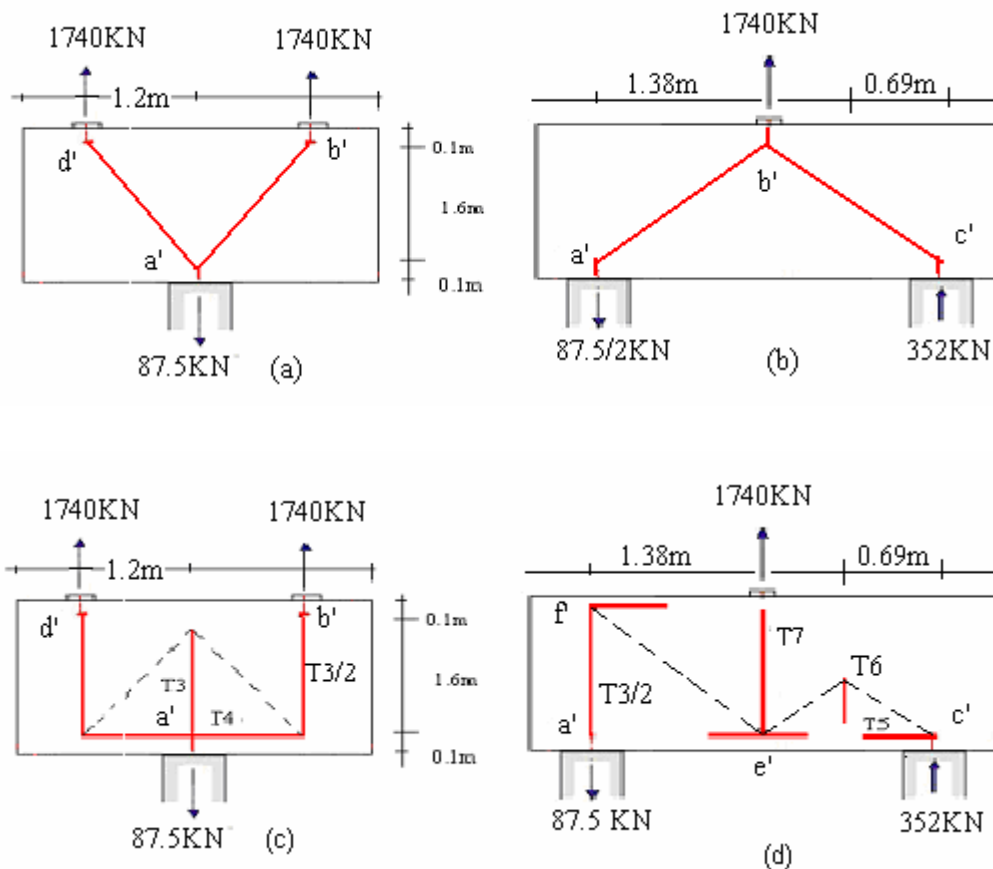 1740KN 1740KN
1.2m
d' b'
a'
0.1m
1.6m
0.1m
87.5KN (a)
1740KN
1.38m 0.69m
b'
a' c'
87.5/2KN 352KN
(b)
1740KN 1740KN
1.2m
d' b'
T3 T3/2
a' T4
0.1m
1.6m
0.1m
87.5KN (c)
1740KN
1.38m 0.69m
f' T7
T3/2 T6
a' T5 c'
e'
87.5 KN 352KN
(d)